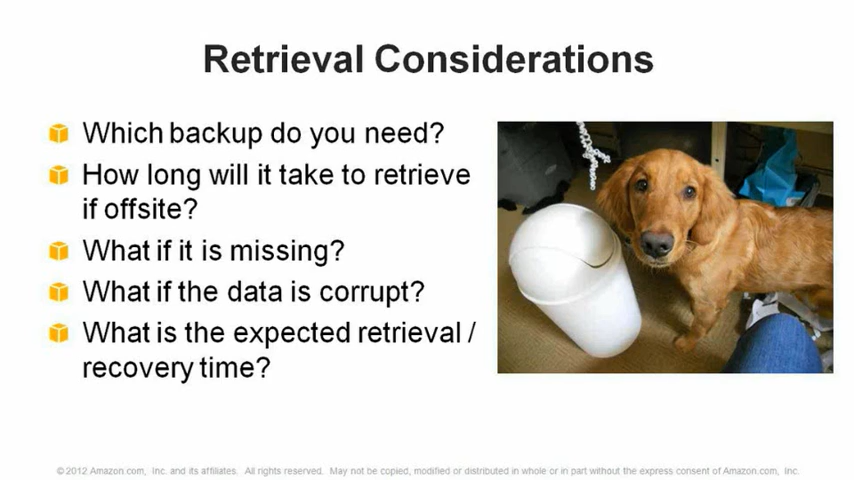 Retrieval Considerations
Which backup do you need?
How long will it take to retrieve
if offsite?
What if it is missing?
What if the data is corrupt?
What is the expected retrieval /
recovery time?
©2012 Amazon.com, Inc. and its affiliates. All rights reserved. May not be copied, modified or distributed in whole or in part without the express consent of Amazon.com, Inc.